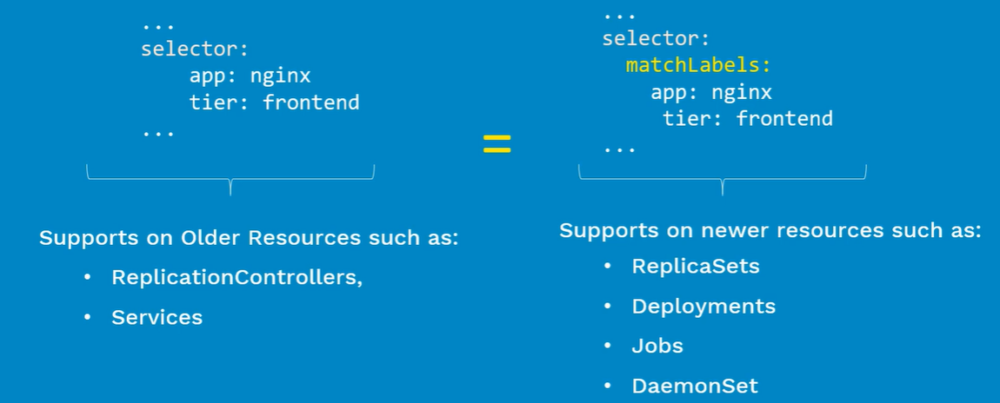 ...
selector:
    app: nginx
    tier: frontend
...
Supports on Older Resources such as:
• ReplicationControllers,
• Services
=
...
selector:
  matchLabels:
    app: nginx
     tier: frontend
...
Supports on newer resources such as:
• ReplicaSets
• Deployments
• Jobs
• DaemonSet